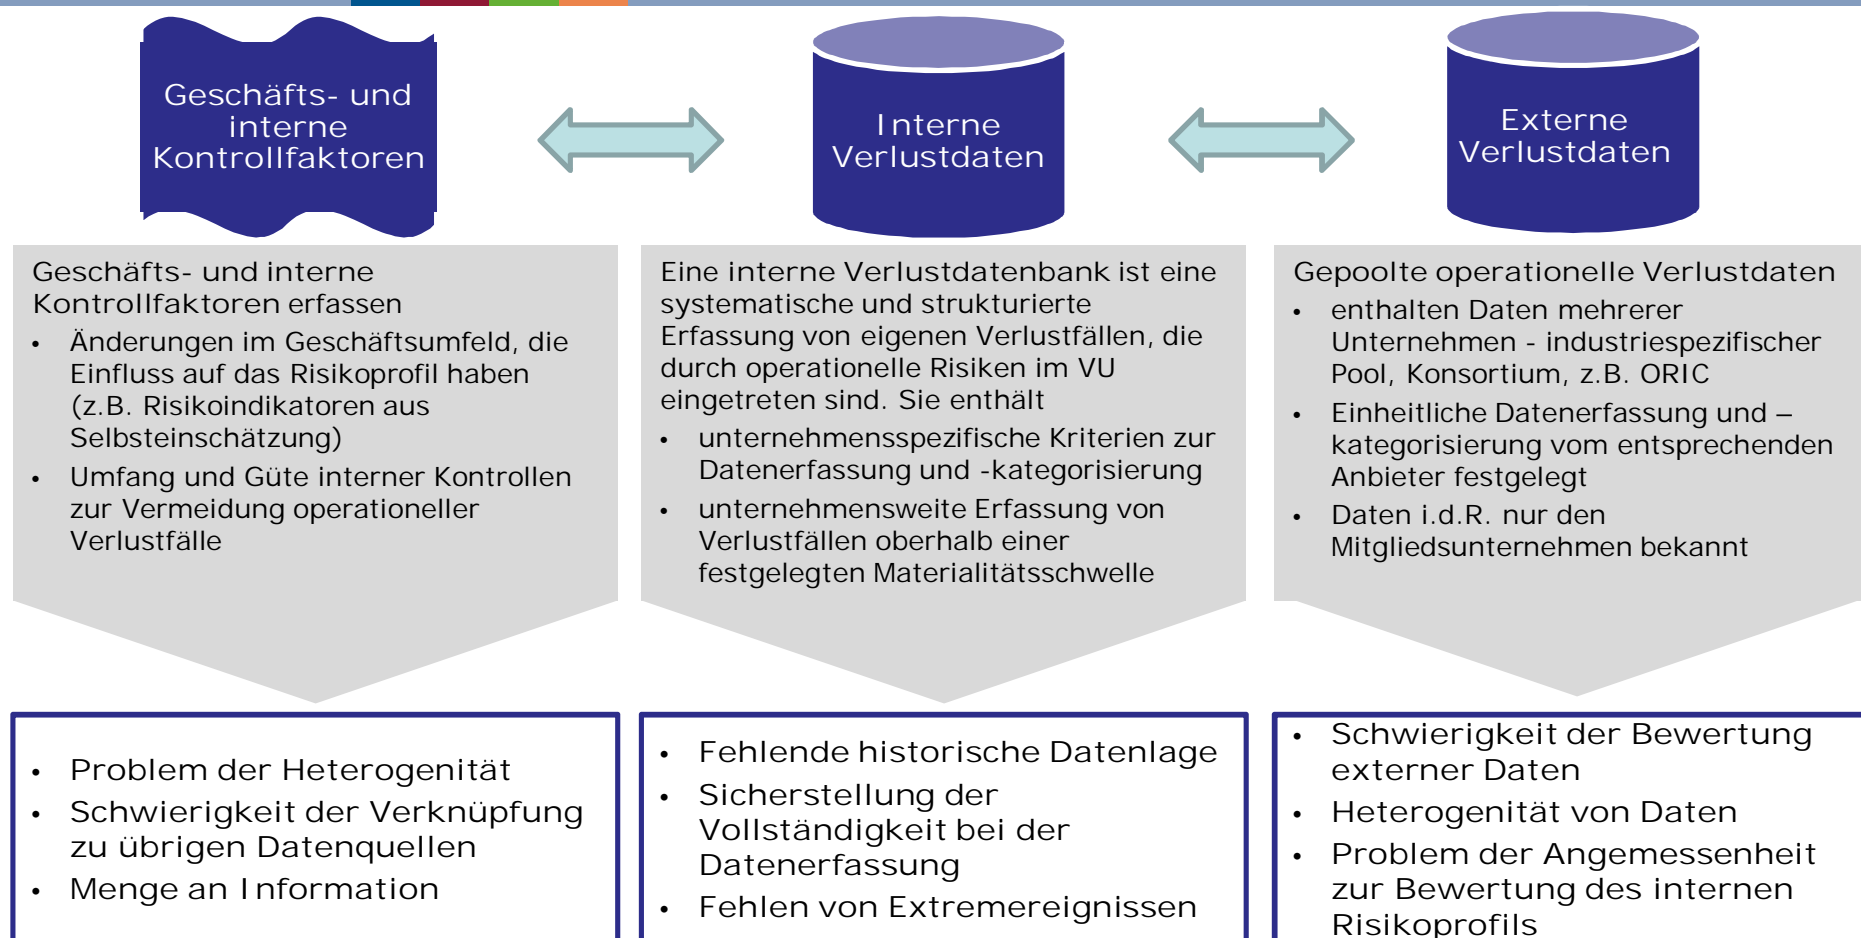 Geschäfts- und
interne
Kontrollfaktoren
Interne
Verlustdaten
Externe
Verlustdaten
Geschäfts- und interne
Kontrollfaktoren erfassen
• Änderungen im Geschäftsumfeld, die
Einfluss auf das Risikoprofil haben
(z.B. Risikoindikatoren aus
Selbsteinschätzung)
• Umfang und Güte interner Kontrollen
zur Vermeidung operationeller
Verlustfälle
Eine interne Verlustdatenbank ist eine
systematische und strukturierte
Erfassung von eigenen Verlustfällen, die
durch operationelle Risiken im VU
eingetreten sind. Sie enthält
• unternehmensspezifische Kriterien zur
Datenerfassung und -kategorisierung
• unternehmensweite Erfassung von
Verlustfällen oberhalb einer
festgelegten Materialitätsschwelle
Gepoolte operationelle Verlustdaten
• enthalten Daten mehrerer
Unternehmen - industriespezifischer
Pool, Konsortium, z.B. ORIC
• Einheitliche Datenerfassung und –
kategorisierung vom entsprechenden
Anbieter festgelegt
• Daten i.d.R. nur den
Mitgliedsunternehmen bekannt
• Problem der Heterogenität
• Schwierigkeit der Verknüpfung
zu übrigen Datenquellen
• Menge an Information
• Fehlende historische Datenlage
• Sicherstellung der
Vollständigkeit bei der
Datenerfassung
• Fehlen von Extremereignissen
• Schwierigkeit der Bewertung
externer Daten
• Heterogenität von Daten
• Problem der Angemessenheit
zur Bewertung des internen
Risikoprofils